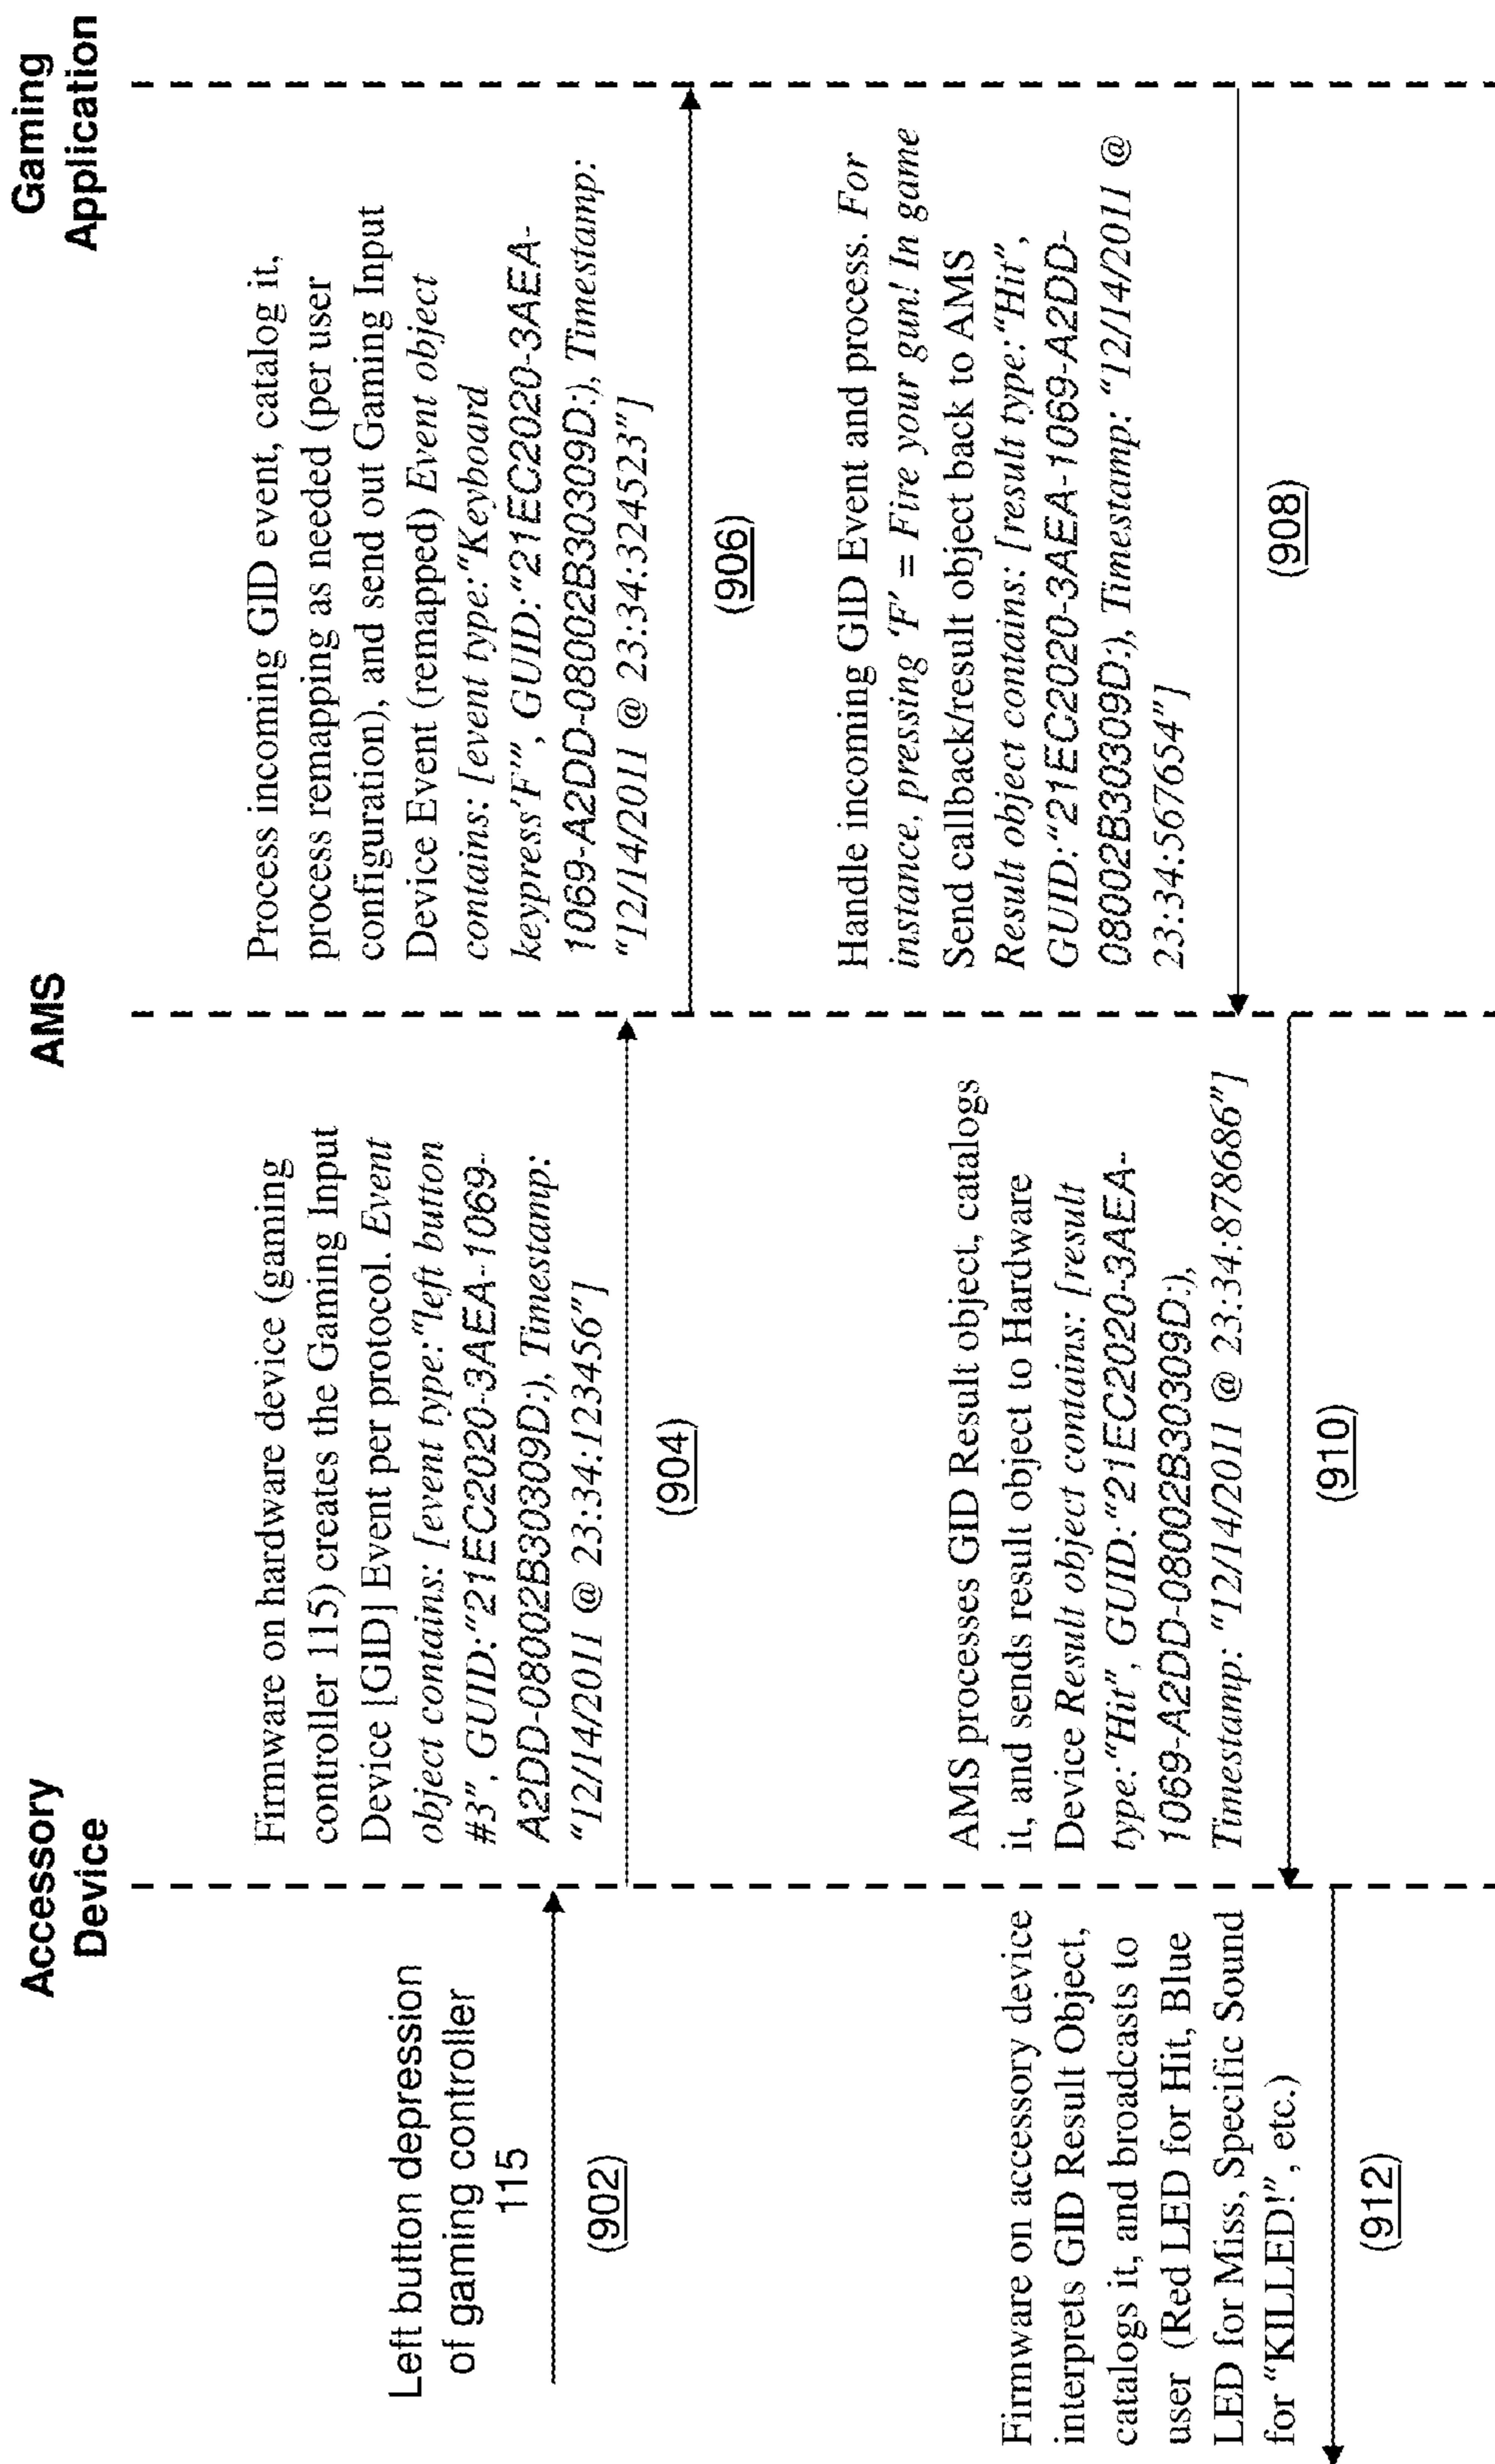 Accessory
Device
AMS
Gaming
Application
Left button depression
of gaming controller
115
(902)
Firmware on hardware device (gaming
controller 115) creates the Gaming Input
Device [GID] Event per protocol. Event
object contains: [event type:"left button
#3", GUID:"21EC2020-3AEA-1069-
A2DD-08002B30309D:), Timestamp:
"12/14/2011 @ 23:34:123456"]
(904)
Process incoming GID event, catalog it,
process remapping as needed (per user
configuration), and send out Gaming Input
Device Event (remapped) Event object
contains: [event type:"Keyboard
keypress'F'", GUID:"21EC2020-3AEA-
1069-A2DD-08002B30309D:), Timestamp:
"12/14/2011 @ 23:34:324523"]
(906)
Handle incoming GID Event and process. For
instance, pressing 'F' = Fire your gun! In game
Send callback/result object back to AMS
Result object contains: [result type:"Hit",
GUID:"21EC2020-3AEA-1069-A2DD-
08002B30309D:), Timestamp: "12/14/2011 @
23:34:567654"]
(908)
AMS processes GID Result object, catalogs
it, and sends result object to Hardware
Device Result object contains: [result
type:"Hit", GUID:"21EC2020-3AEA-
1069-A2DD-08002B30309D:),
Timestamp: "12/14/2011 @ 23:34:878686"]
(910)
Firmware on accessory device
interprets GID Result Object,
catalogs it, and broadcasts to
user (Red LED for Hit, Blue
LED for Miss, Specific Sound
for "KILLED!", etc.)
(912)